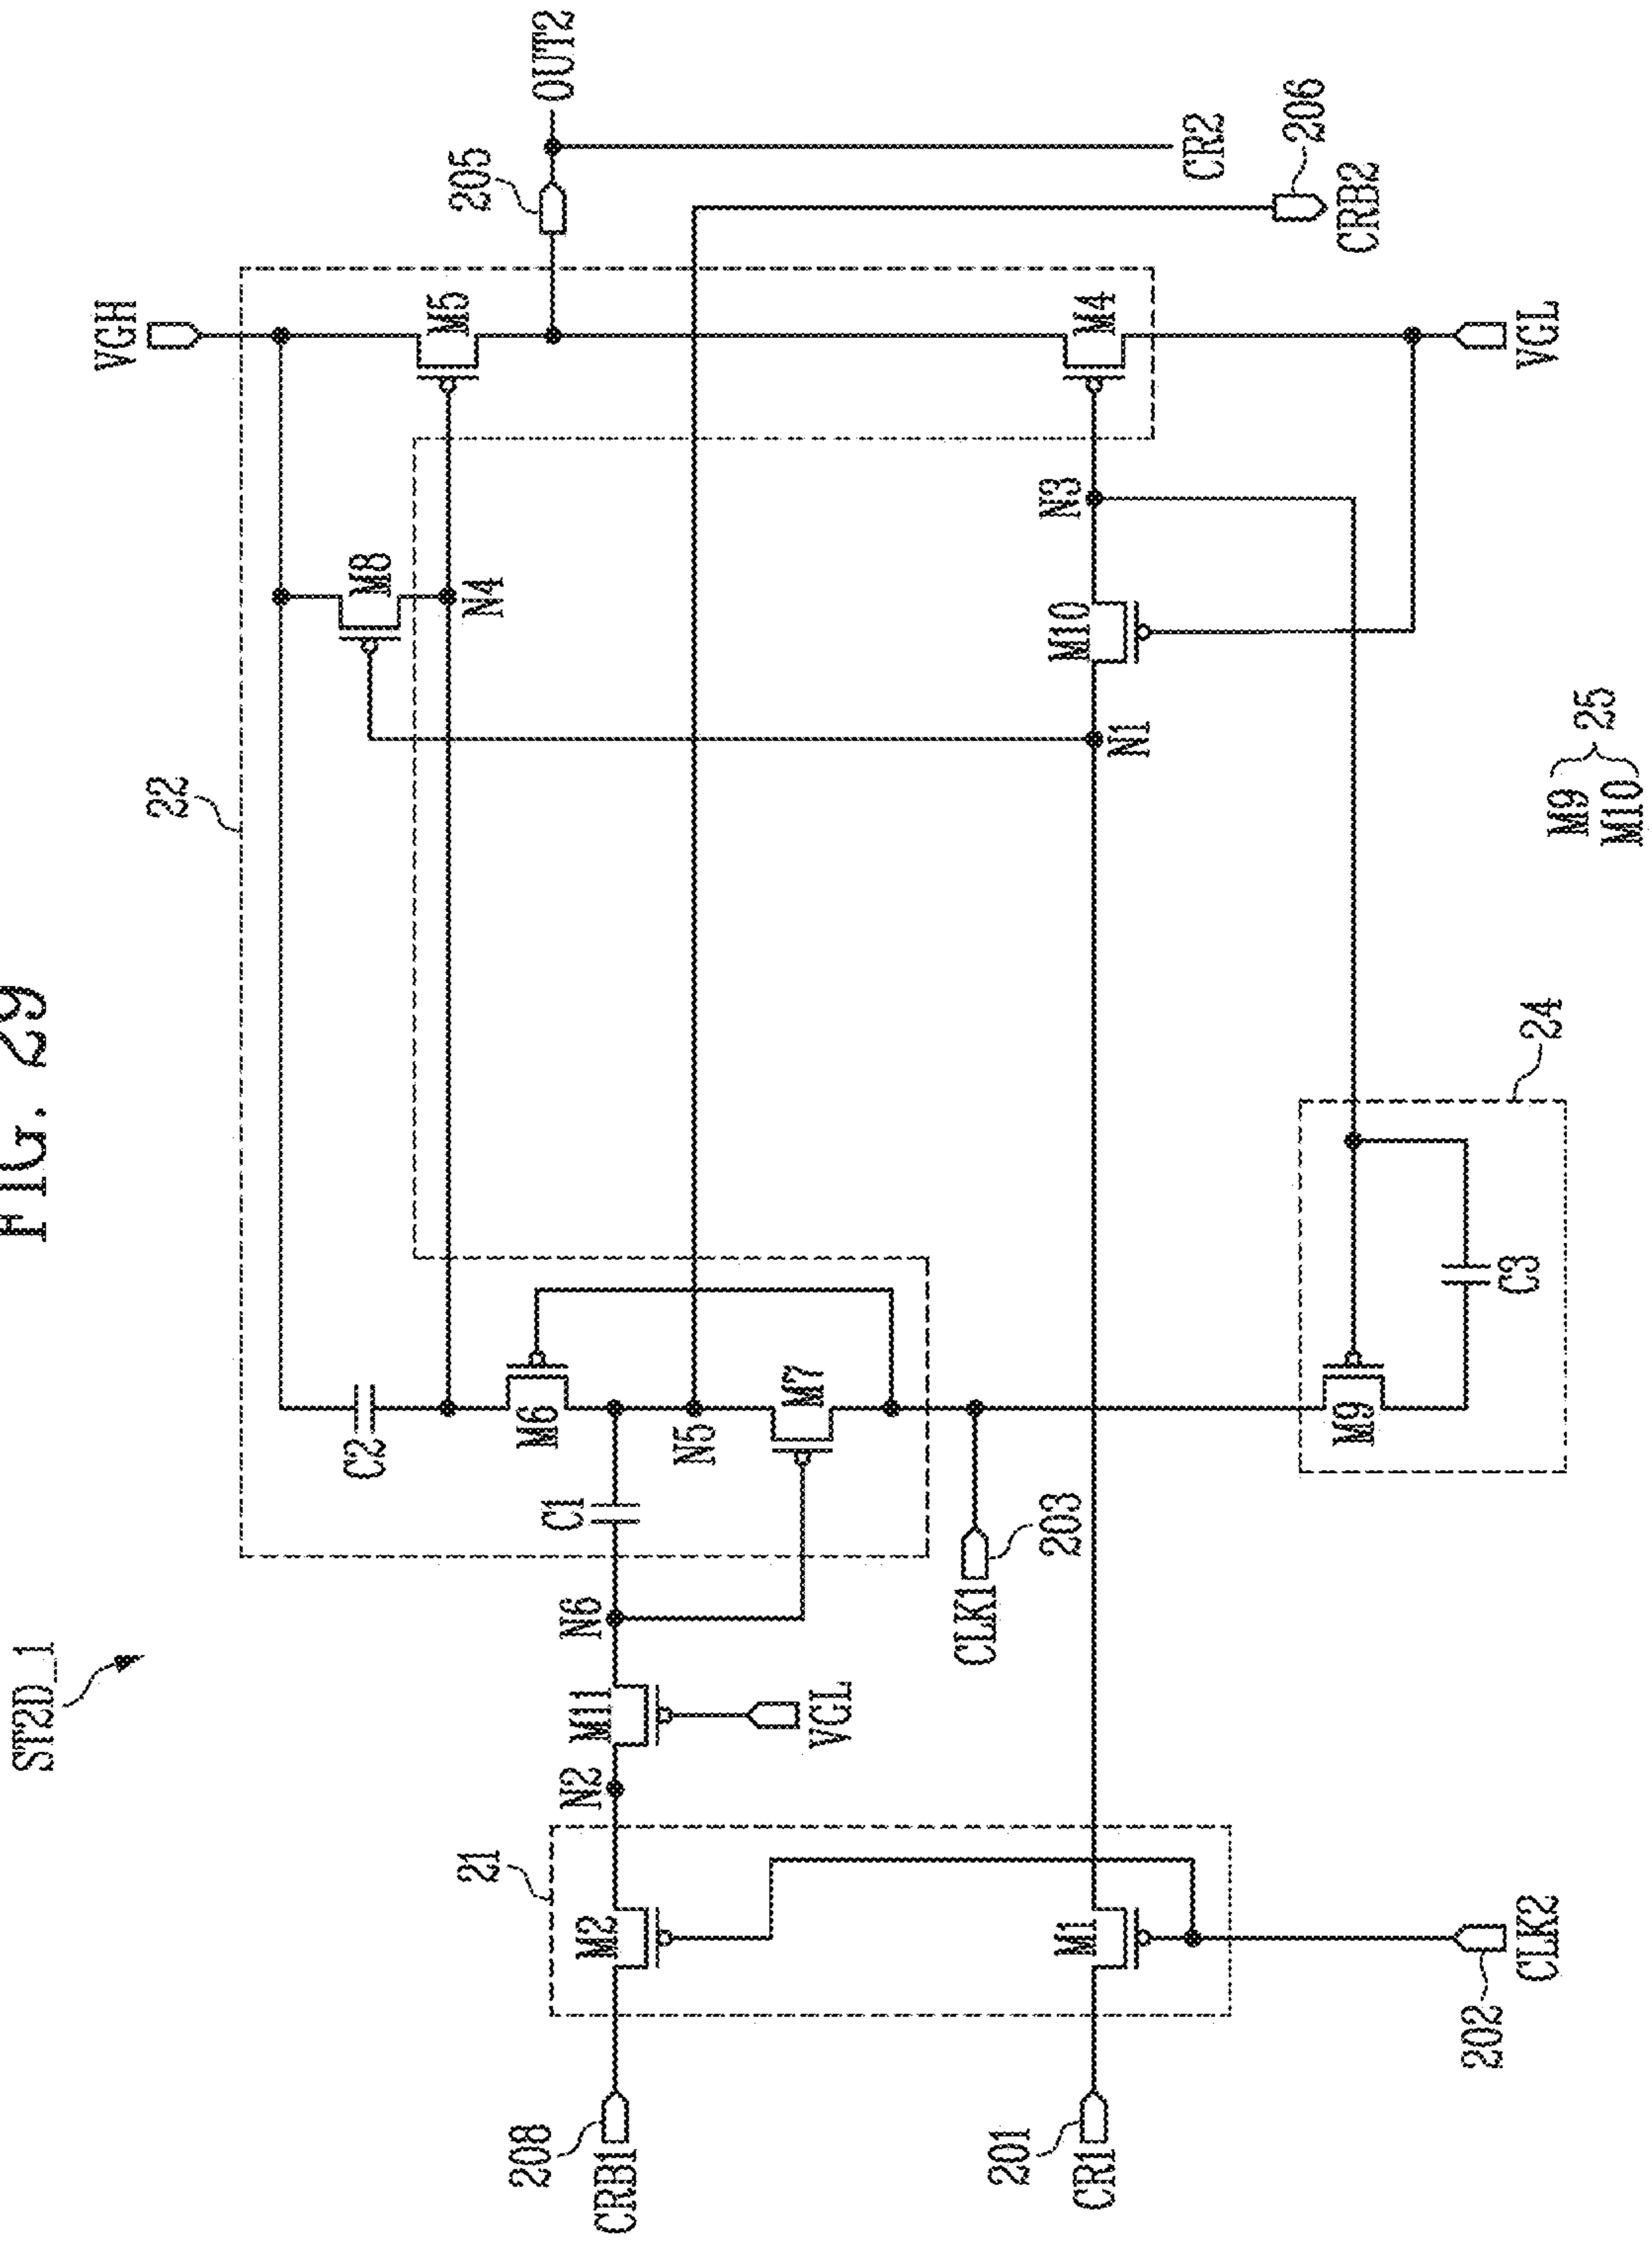 FIG. 29
ST2D_1
22
VGH
M5
205
OUT2
M8
N4
C2
M6
C1
N5
M7
N6
M11
N2
VGL
21
M2
208
CRB1
CLK1
203
N1
M10
N3
M4
CR2
206
CRB2
M1
201
CR1
202
CLK2
M9
C3
24
VGL
M9
M10
25